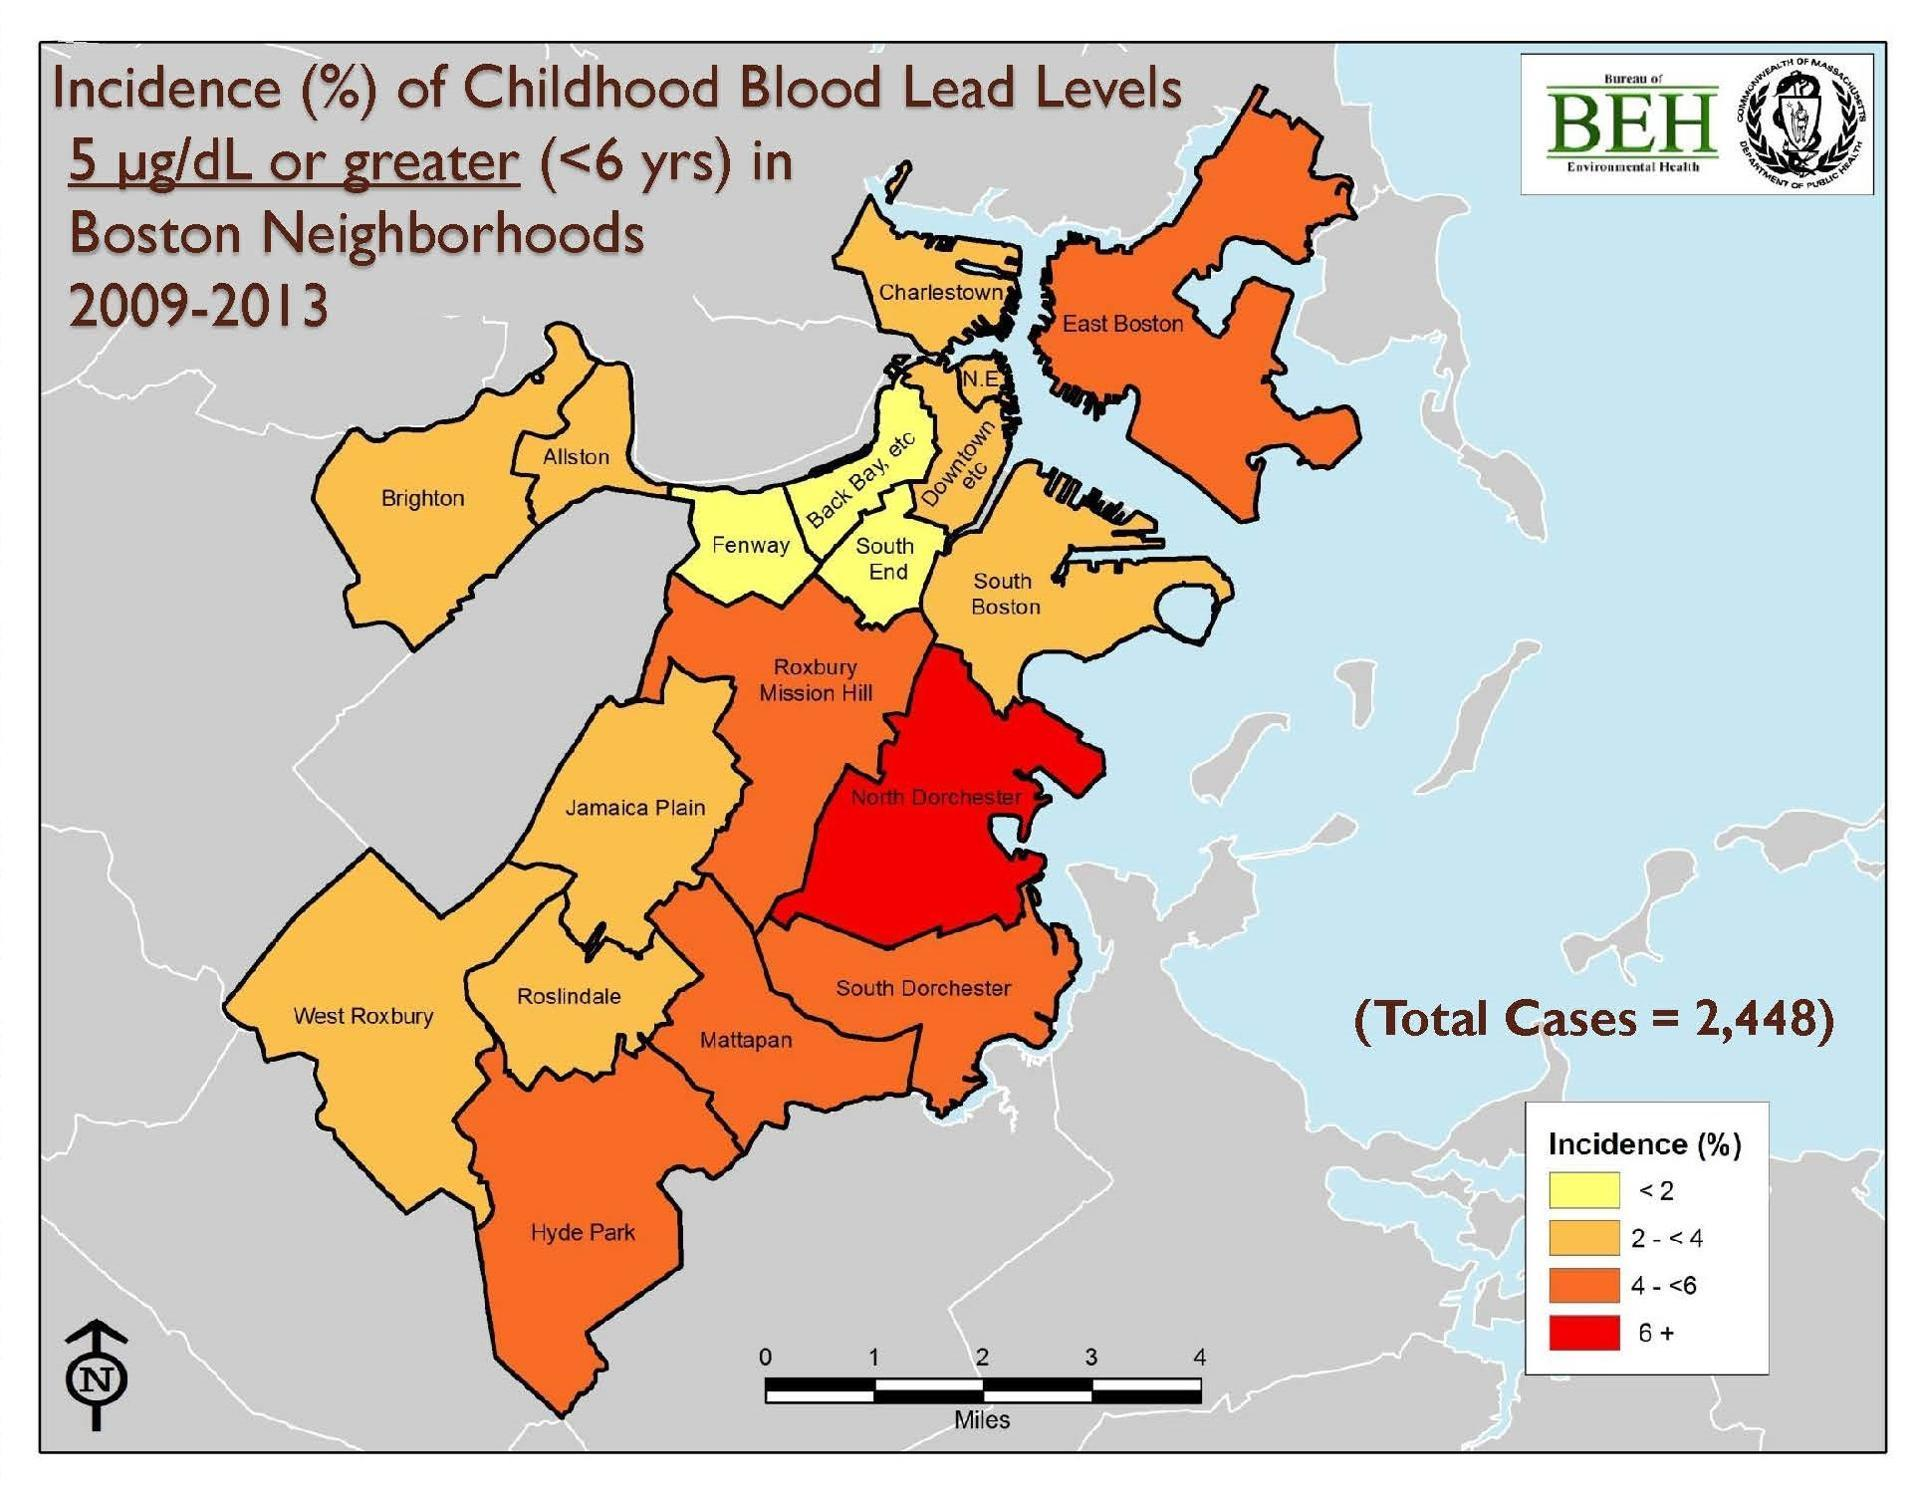 Incidence (%) of Childhood Blood Lead Levels
5 µg/dL or greater (<6 yrs) in
Boston Neighborhoods
2009-2013
Bureau of
BEH
Environmental Health
COMMONWEALTH OF MASSACHUSETTS
DEPARTMENT OF PUBLIC HEALTH
Charlestown
East Boston
N.E
Downtown
etc
Back Bay, etc
Allston
Brighton
Fenway
South
End
South
Boston
Roxbury
Mission Hill
North Dorchester
Jamaica Plain
South Dorchester
Roslindale
West Roxbury
Mattapan
Hyde Park
(Total Cases = 2,448)
Incidence (%)
< 2
2 - < 4
4 - <6
6 +
N
0 1 2 3 4
Miles